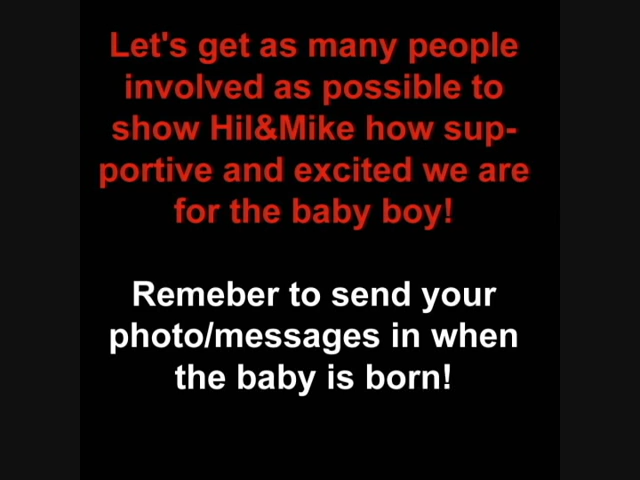 Let's get as many people
involved as possible to
show Hil&Mike how sup-
portive and excited we are
for the baby boy!
Remeber to send your
photo/messages in when
the baby is born!